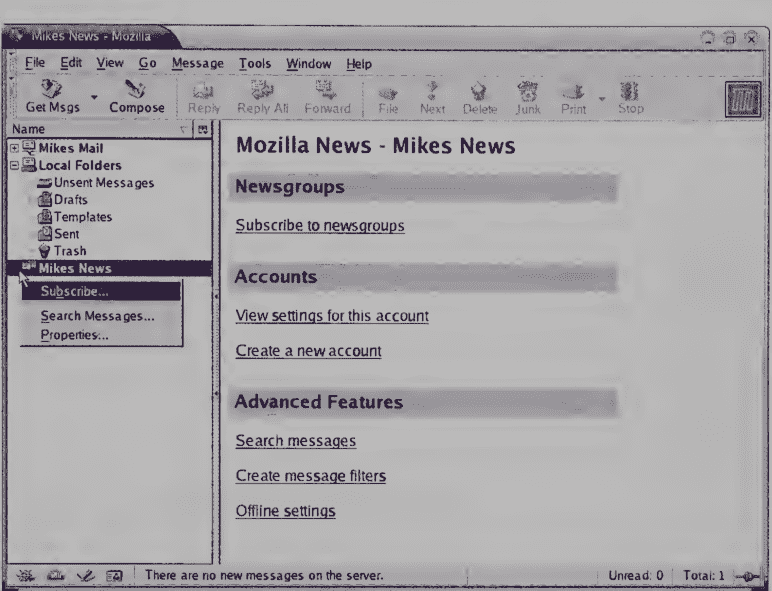 Mikes News - Mozilla
File Edit View Go Message Tools Window Help
Get Msgs Compose Reply Reply All Forward File Next Delete Junk Print Stop
Name
Mikes Mail
Local Folders
Unsent Messages
Drafts
Templates
Sent
Trash
Mikes News
Subscribe...
Search Messages...
Properties...
Mozilla News - Mikes News
Newsgroups
Subscribe to newsgroups
Accounts
View settings for this account
Create a new account
Advanced Features
Search messages
Create message filters
Offline settings
There are no new messages on the server.
Unread: 0 Total: 1